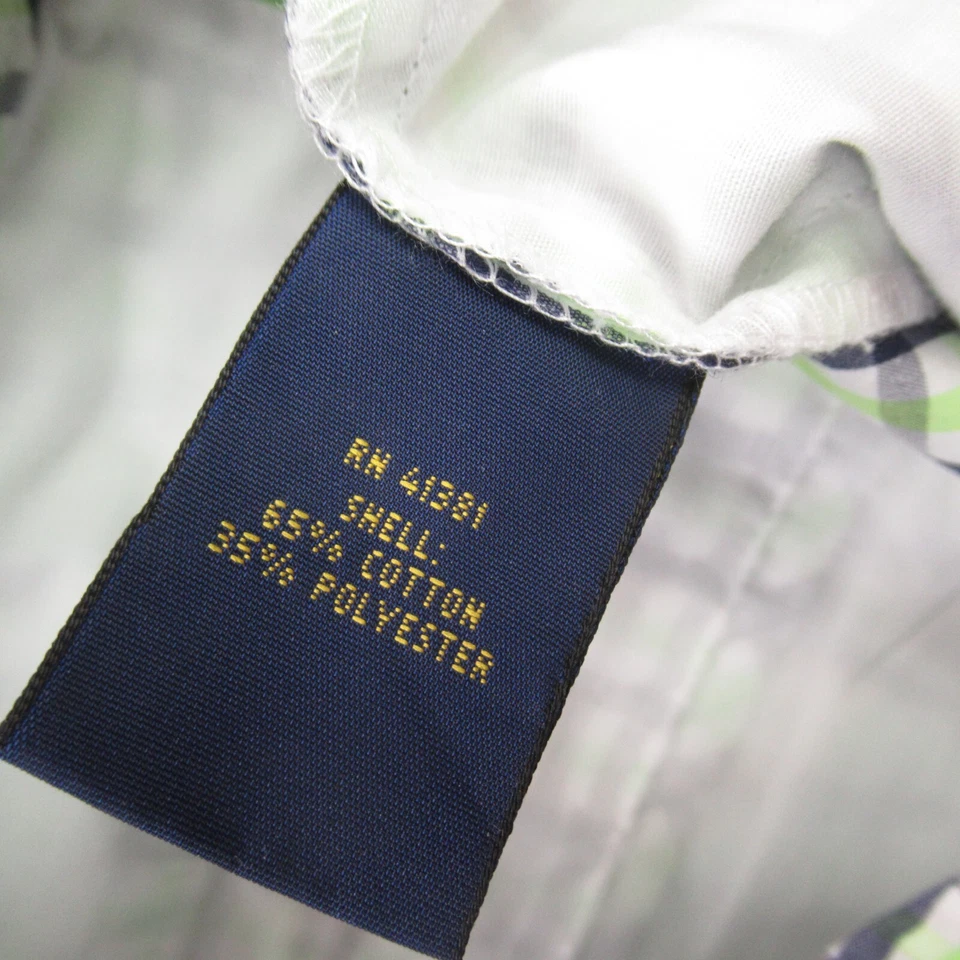 RN 41381
SHELL:
65% COTTON
35% POLYESTER